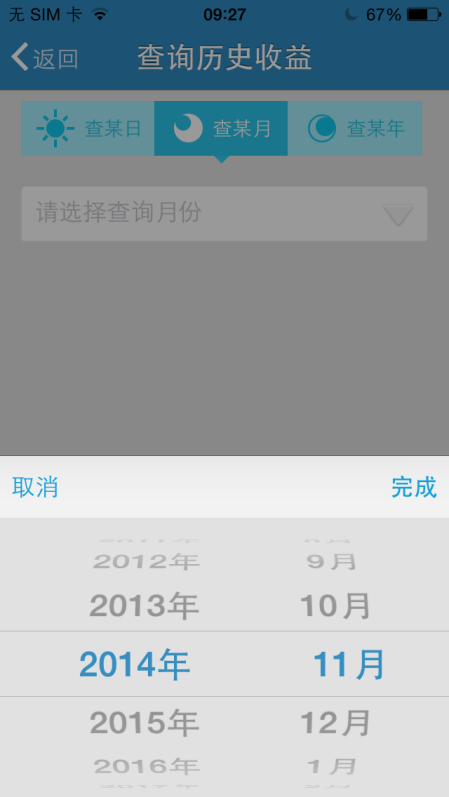 无 SIM 卡 09:27 67%
返回 查询历史收益
查某日 查某月 查某年
请选择查询月份
取消 完成
2012年 9月
2013年 10月
2014年 11月
2015年 12月
2016年 1月